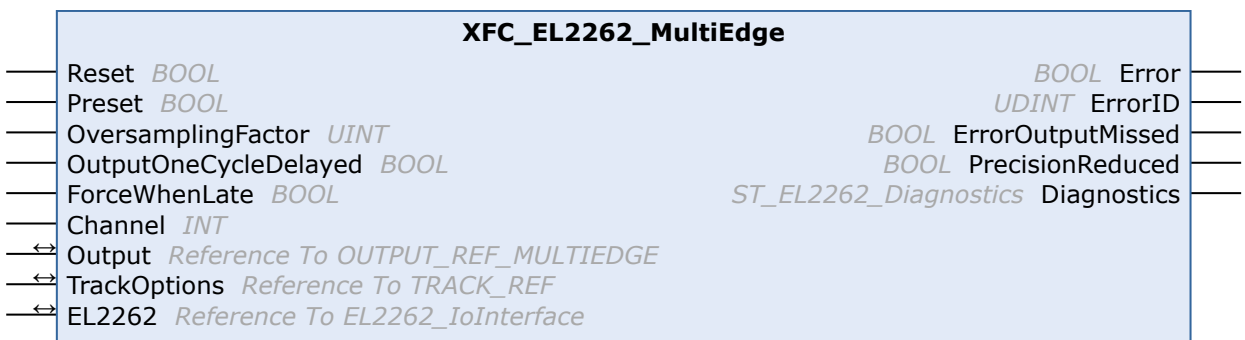 XFC_EL2262_MultiEdge
Reset BOOL BOOL Error
Preset BOOL UDINT ErrorID
OversamplingFactor UINT BOOL ErrorOutputMissed
OutputOneCycleDelayed BOOL BOOL PrecisionReduced
ForceWhenLate BOOL ST_EL2262_Diagnostics Diagnostics
Channel INT
↔ Output Reference To OUTPUT_REF_MULTIEDGE
↔ TrackOptions Reference To TRACK_REF
↔ EL2262 Reference To EL2262_IoInterface